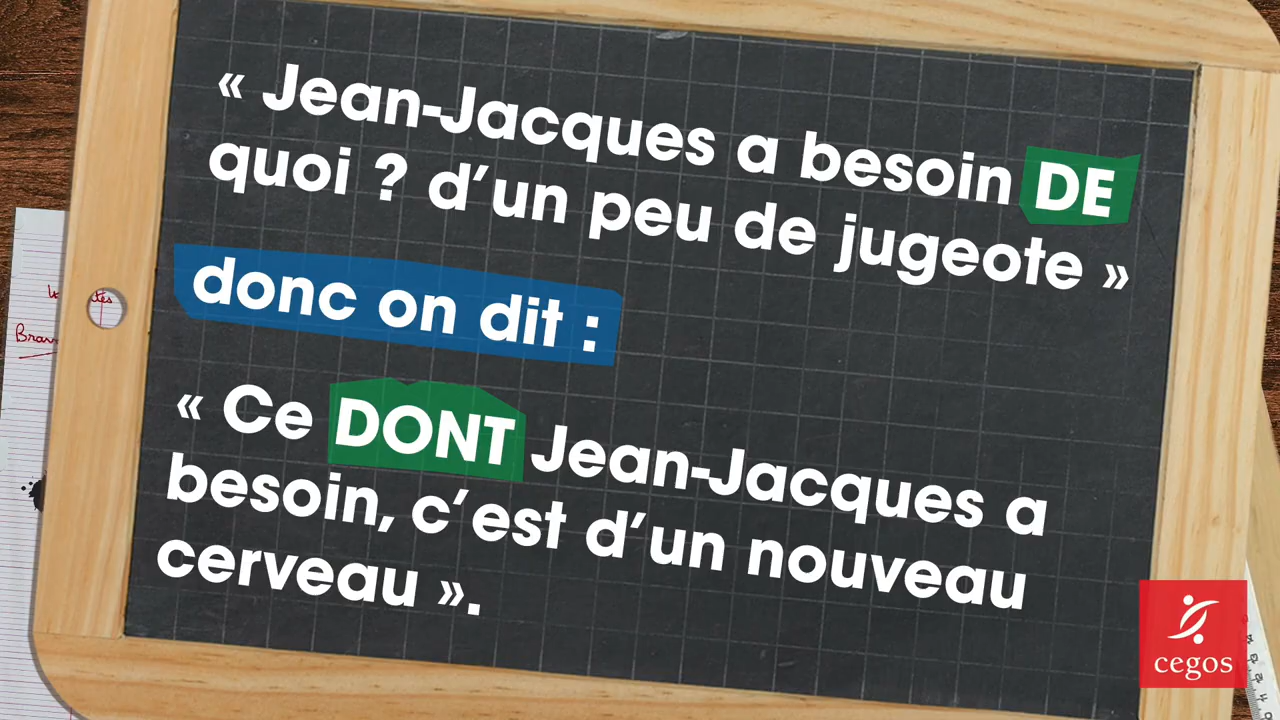 « Jean-Jacques a besoin DE
quoi ? d’un peu de jugeote »
donc on dit :
« Ce DONT Jean-Jacques a
besoin, c’est d’un nouveau
cerveau ».
cegos